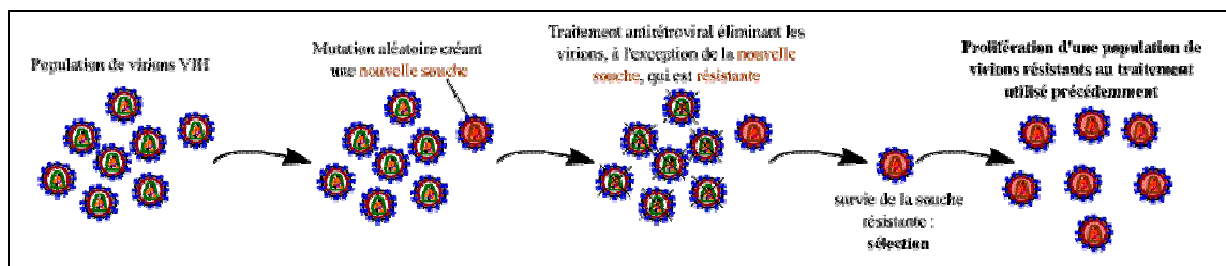 Population de virions VIH
Mutation aléatoire créant
une nouvelle souche
Traitement antirétroviral éliminant les
virions, à l'exception de la nouvelle
souche, qui est résistante
survie de la souche
résistante :
sélection
Prolifération d'une population de
virions résistants au traitement
utilisé précédemment